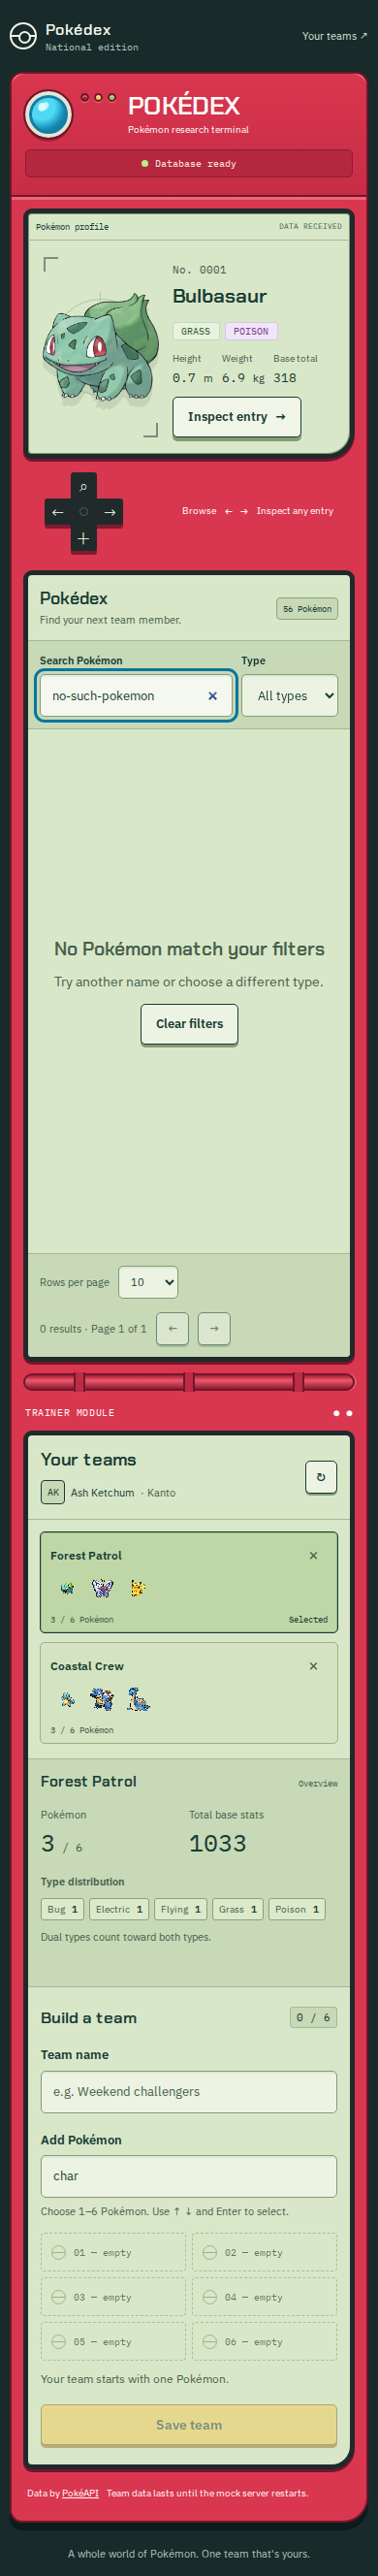 Pokédex
National edition
Your teams ↗
POKÉDEX
Pokémon research terminal
Database ready
Pokémon profile
DATA RECEIVED
No. 0001
Bulbasaur
GRASS POISON
Height Weight Base total
0.7 m 6.9 kg 318
Inspect entry →
Browse ← → Inspect any entry
Pokédex
Find your next team member.
56 Pokémon
Search Pokémon
Type
no-such-pokemon ×
All types
No Pokémon match your filters
Try another name or choose a different type.
Clear filters
Rows per page 10
0 results · Page 1 of 1 ← →
TRAINER MODULE
Your teams
AK Ash Ketchum · Kanto
↻
Forest Patrol ×
3 / 6 Pokémon Selected
Coastal Crew ×
3 / 6 Pokémon
Forest Patrol Overview
Pokémon Total base stats
3 / 6 1033
Type distribution
Bug 1 Electric 1 Flying 1 Grass 1 Poison 1
Dual types count toward both types.
Build a team 0 / 6
Team name
e.g. Weekend challengers
Add Pokémon
char
Choose 1–6 Pokémon. Use ↑ ↓ and Enter to select.
01 — empty 02 — empty
03 — empty 04 — empty
05 — empty 06 — empty
Your team starts with one Pokémon.
Save team
Data by PokéAPI Team data lasts until the mock server restarts.
A whole world of Pokémon. One team that's yours.